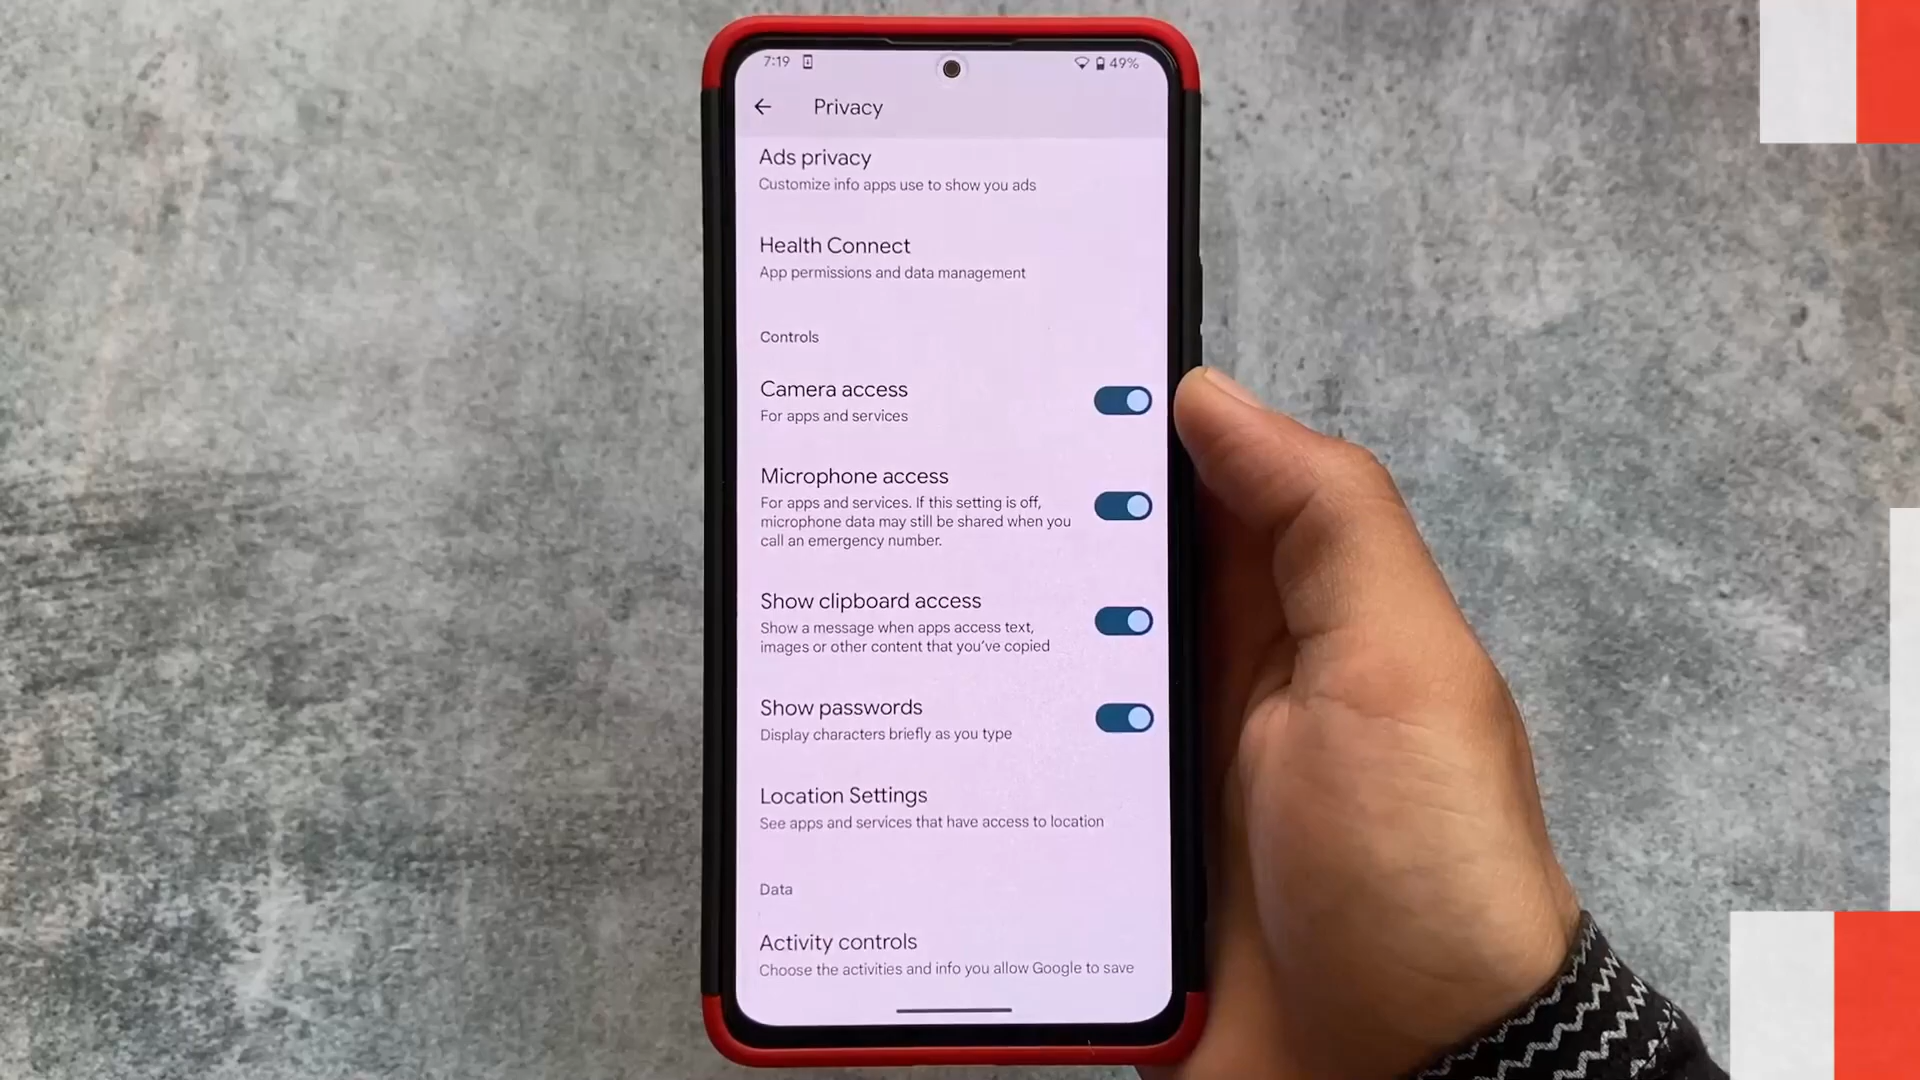 7:19
49%
Privacy
Ads privacy
Customize info apps use to show you ads
Health Connect
App permissions and data management
Controls
Camera access
For apps and services
Microphone access
For apps and services. If this setting is off,
microphone data may still be shared when you
call an emergency number.
Show clipboard access
Show a message when apps access text,
images or other content that you've copied
Show passwords
Display characters briefly as you type
Location Settings
See apps and services that have access to location
Data
Activity controls
Choose the activities and info you allow Google to save